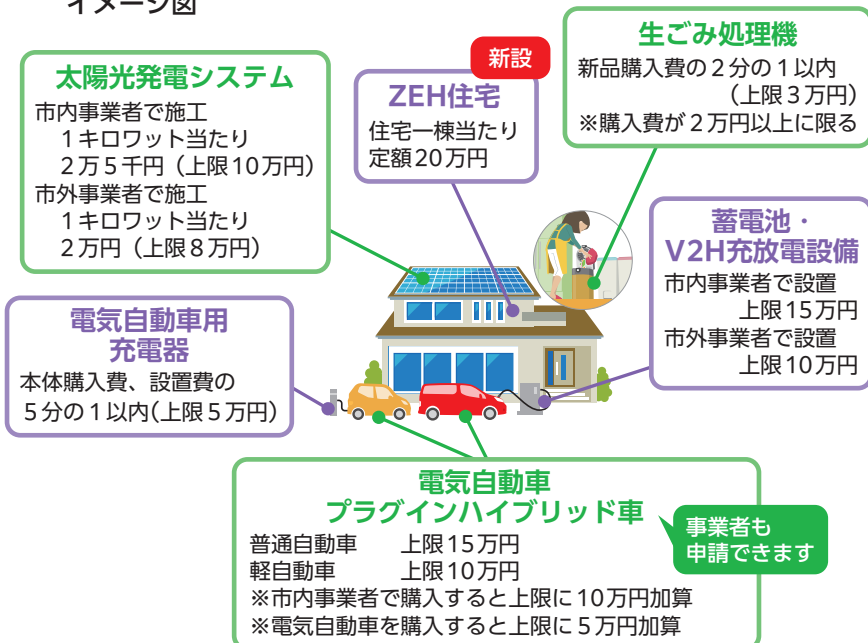 イメージ図
太陽光発電システム
市内事業者で施工
1キロワット当たり
2万5千円（上限10万円）
市外事業者で施工
1キロワット当たり
2万円（上限8万円）
新設
ZEH住宅
住宅一棟当たり
定額20万円
生ごみ処理機
新品購入費の2分の1以内
（上限3万円）
※購入費が2万円以上に限る
蓄電池・
V2H充放電設備
市内事業者で設置
上限15万円
市外事業者で設置
上限10万円
電気自動車用
充電器
本体購入費、設置費の
5分の1以内（上限5万円）
電気自動車
プラグインハイブリッド車
普通自動車 上限15万円
軽自動車 上限10万円
※市内事業者で購入すると上限に10万円加算
※電気自動車を購入すると上限に5万円加算
事業者も
申請できます